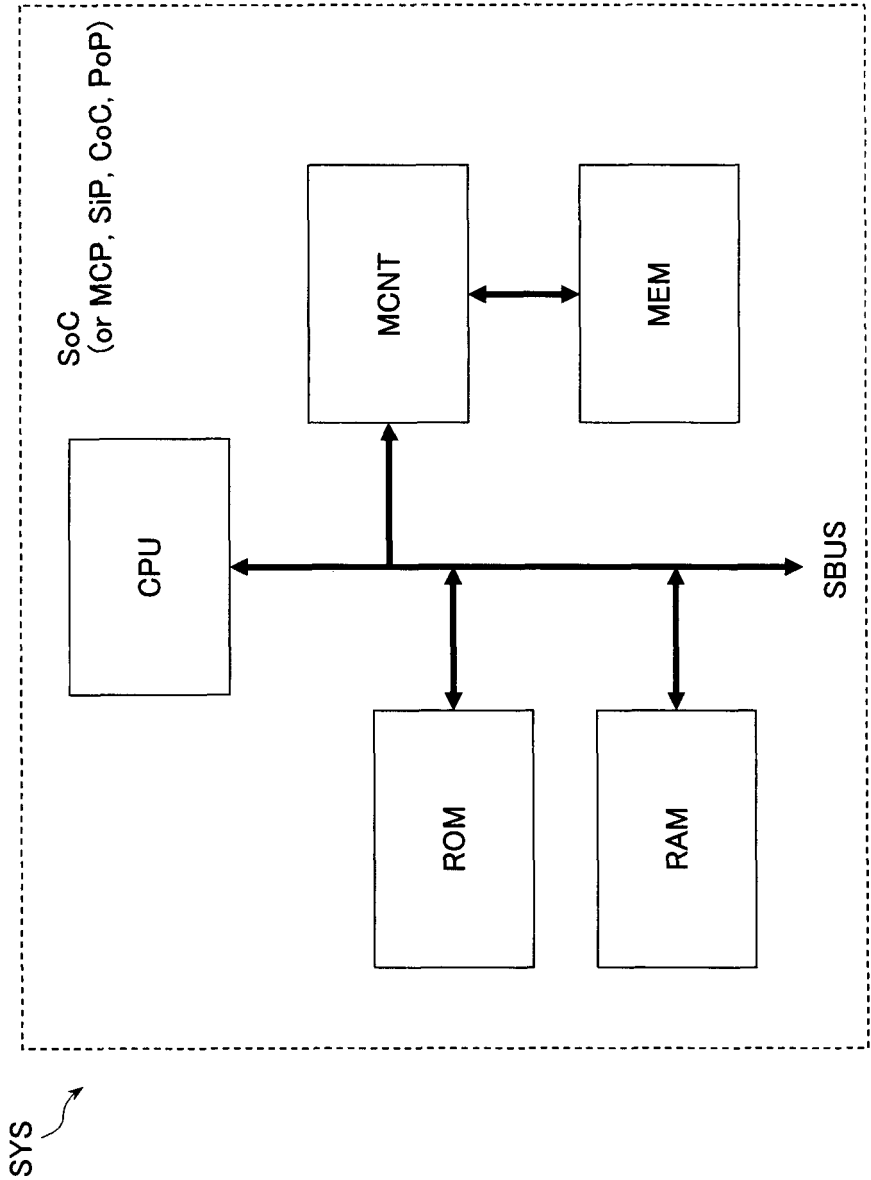 SYS
SoC
(or MCP, SiP, CoC, PoP)
CPU
MCNT
ROM
MEM
RAM
SBUS